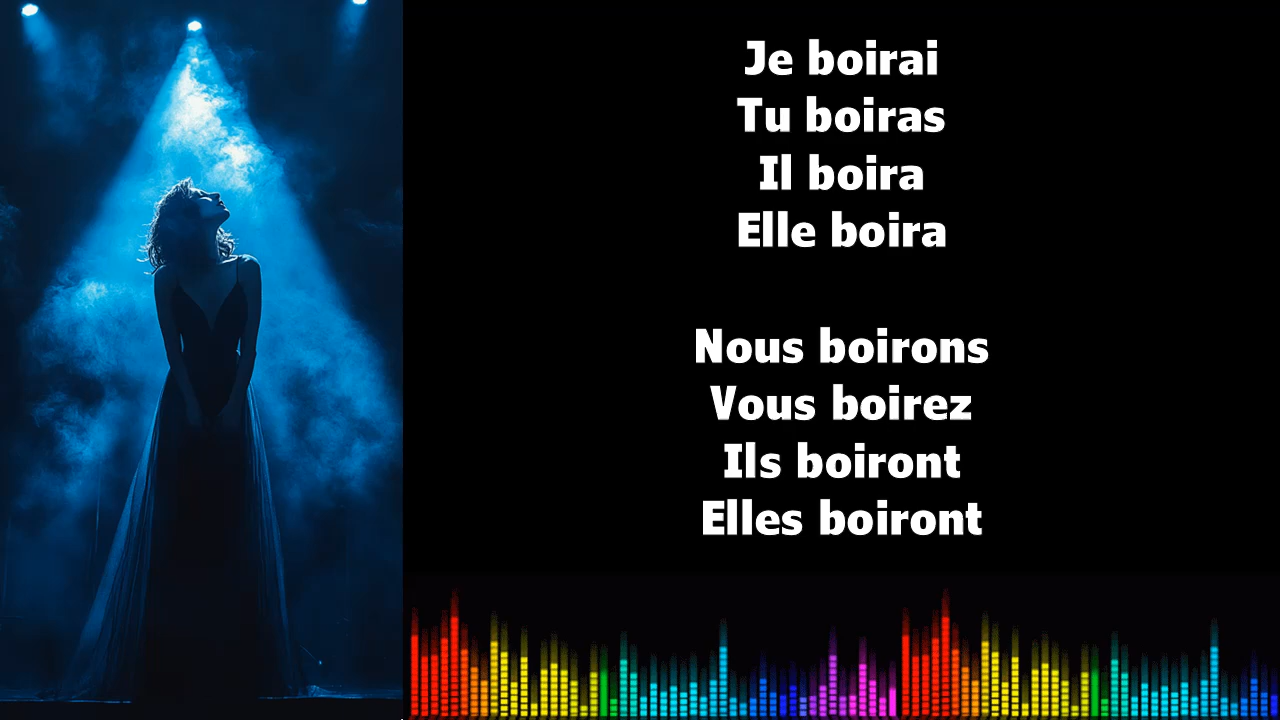 Je boirai
Tu boiras
Il boira
Elle boira
Nous boirons
Vous boirez
Ils boiront
Elles boiront